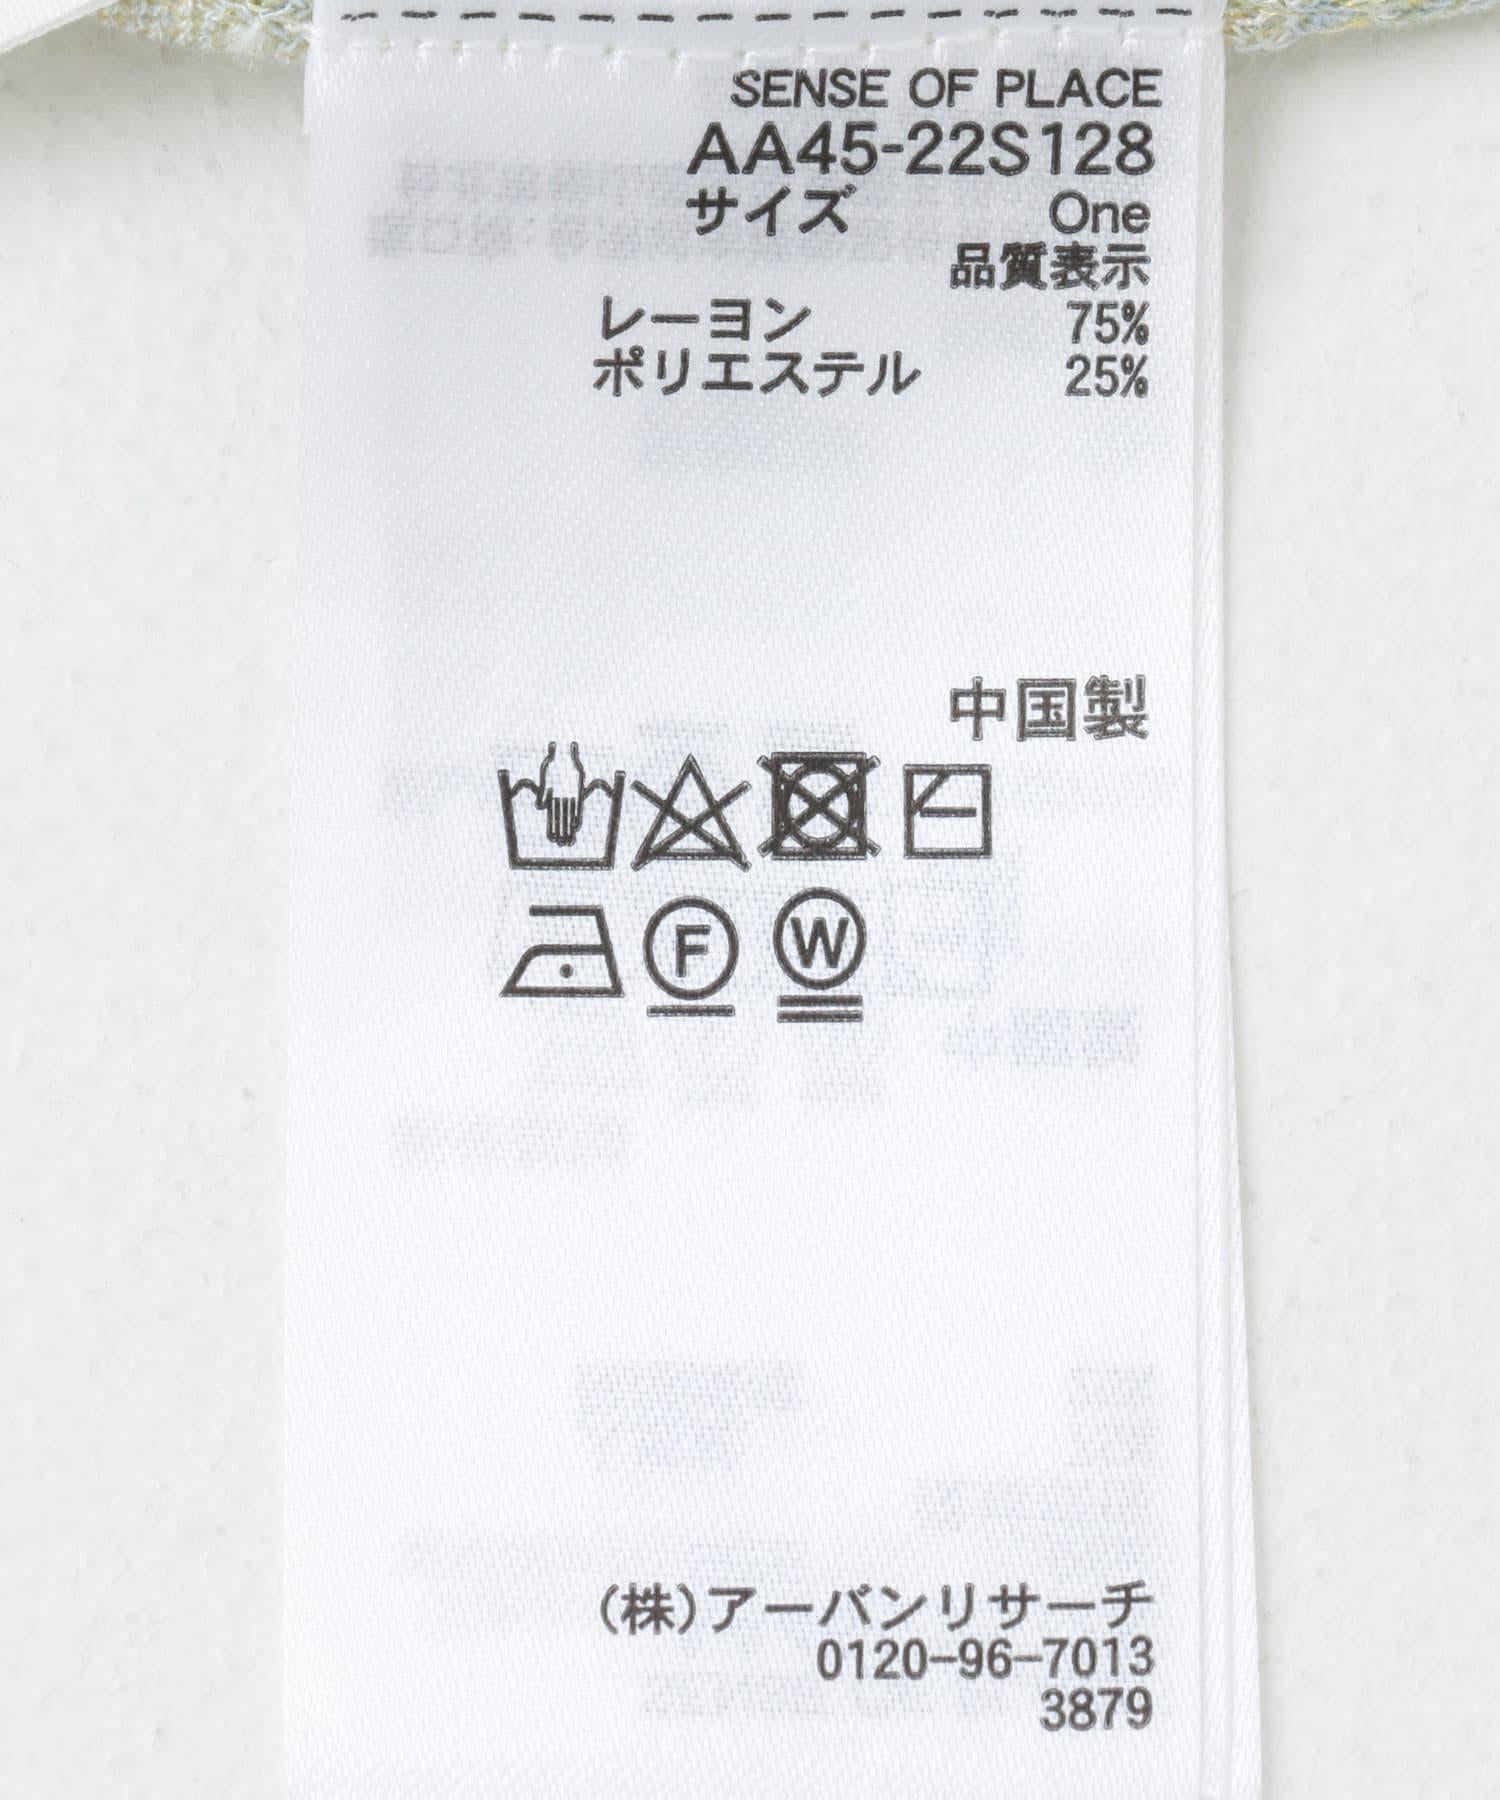 SENSE OF PLACE
AA45-22S128
サイズ One
品質表示
レーヨン 75%
ポリエステル 25%
中国製
F W
(株)アーバンリサーチ
0120-96-7013
3879